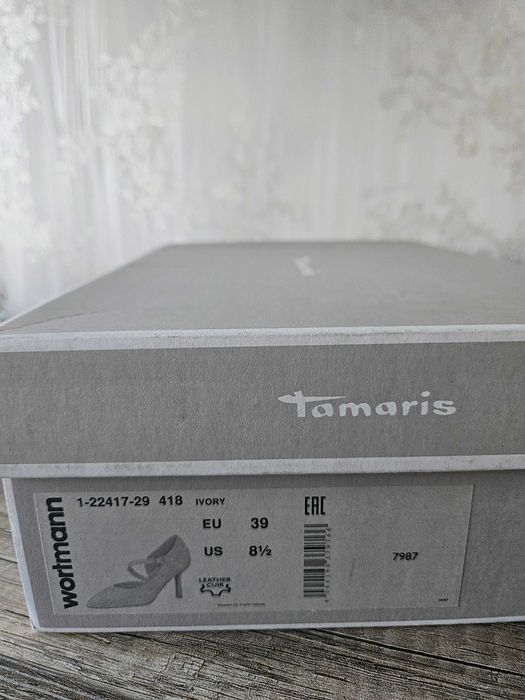 Tamaris
wortmann
1-22417-29 418 IVORY
EU 39
US 8½
LEATHER
CUIR
EAC
7987